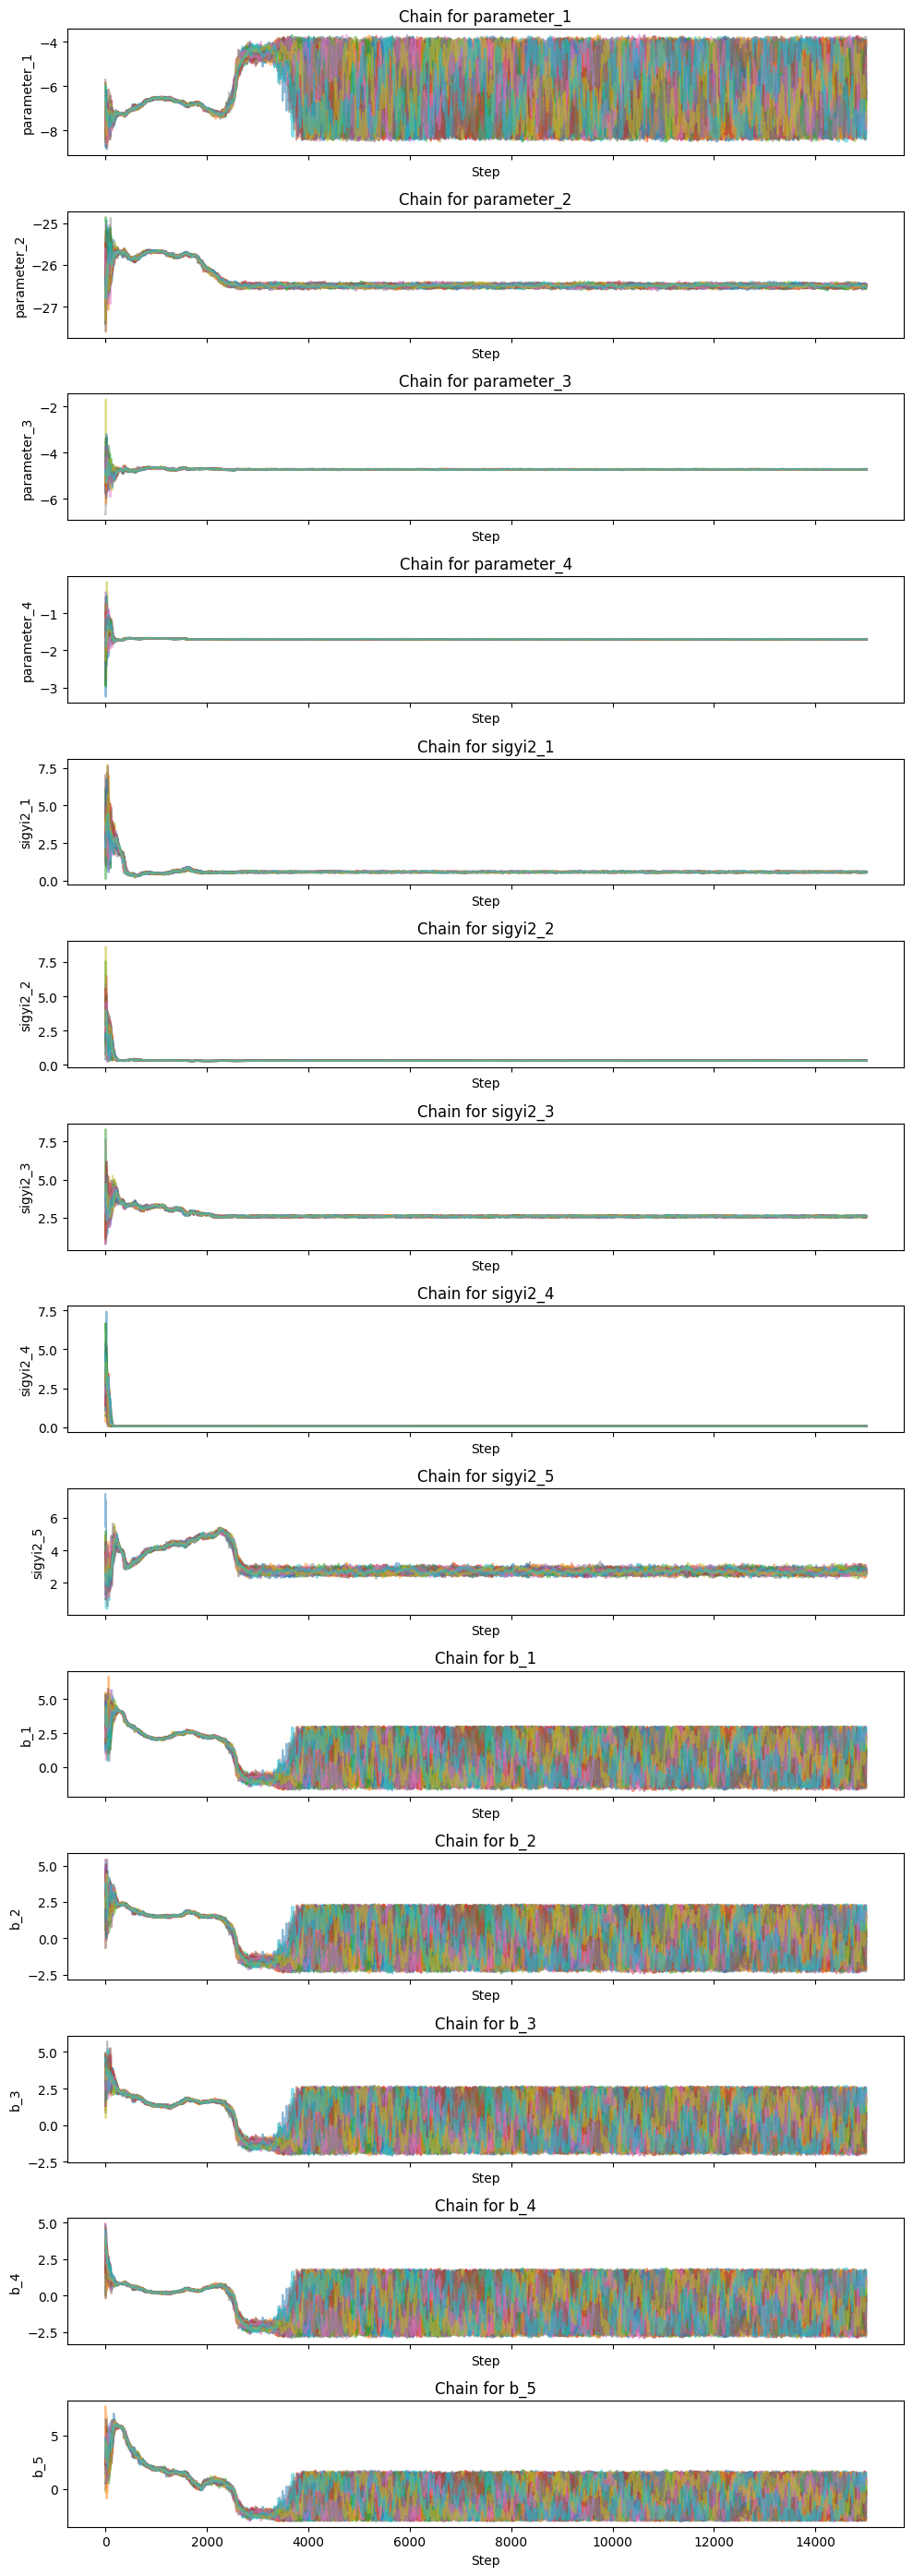 Chain for parameter_1
parameter_1
−4
−6
−8
Step
Chain for parameter_2
parameter_2
−25
−26
−27
Step
Chain for parameter_3
parameter_3
−2
−4
−6
Step
Chain for parameter_4
parameter_4
−1
−2
−3
Step
Chain for sigyi2_1
sigyi2_1
7.5
5.0
2.5
0.0
Step
Chain for sigyi2_2
sigyi2_2
7.5
5.0
2.5
0.0
Step
Chain for sigyi2_3
sigyi2_3
7.5
5.0
2.5
Step
Chain for sigyi2_4
sigyi2_4
7.5
5.0
2.5
0.0
Step
Chain for sigyi2_5
sigyi2_5
6
4
2
Step
Chain for b_1
b_1
5.0
2.5
0.0
Step
Chain for b_2
b_2
5.0
2.5
0.0
−2.5
Step
Chain for b_3
b_3
5.0
2.5
0.0
−2.5
Step
Chain for b_4
b_4
5.0
2.5
0.0
−2.5
Step
Chain for b_5
b_5
5
0
0 2000 4000 6000 8000 10000 12000 14000
Step